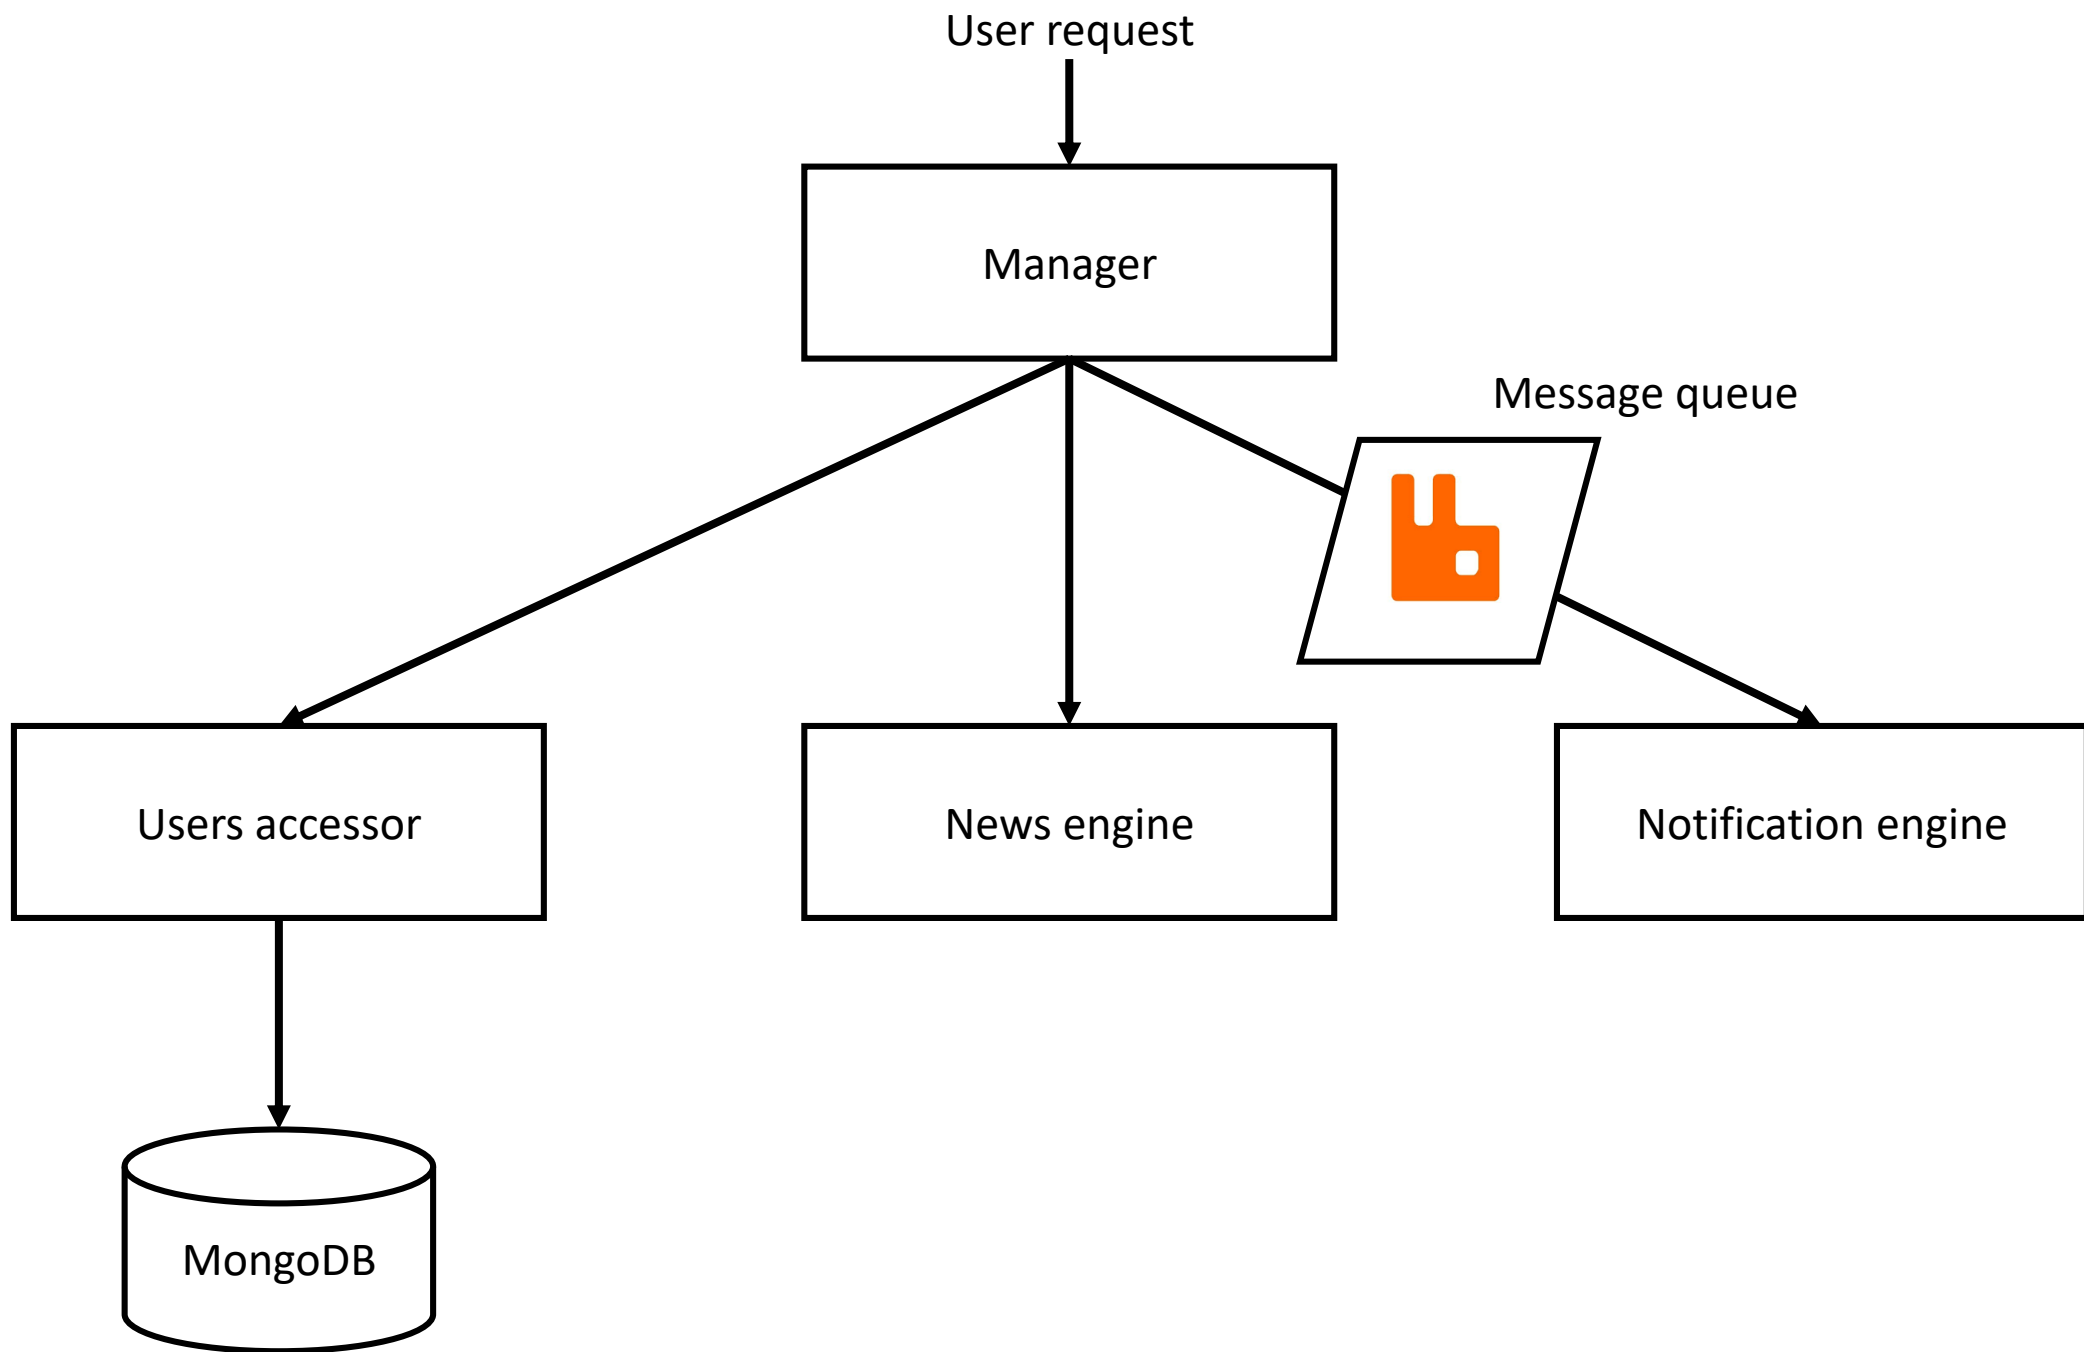 User request
Manager
Message queue
Users accessor
News engine
Notification engine
MongoDB